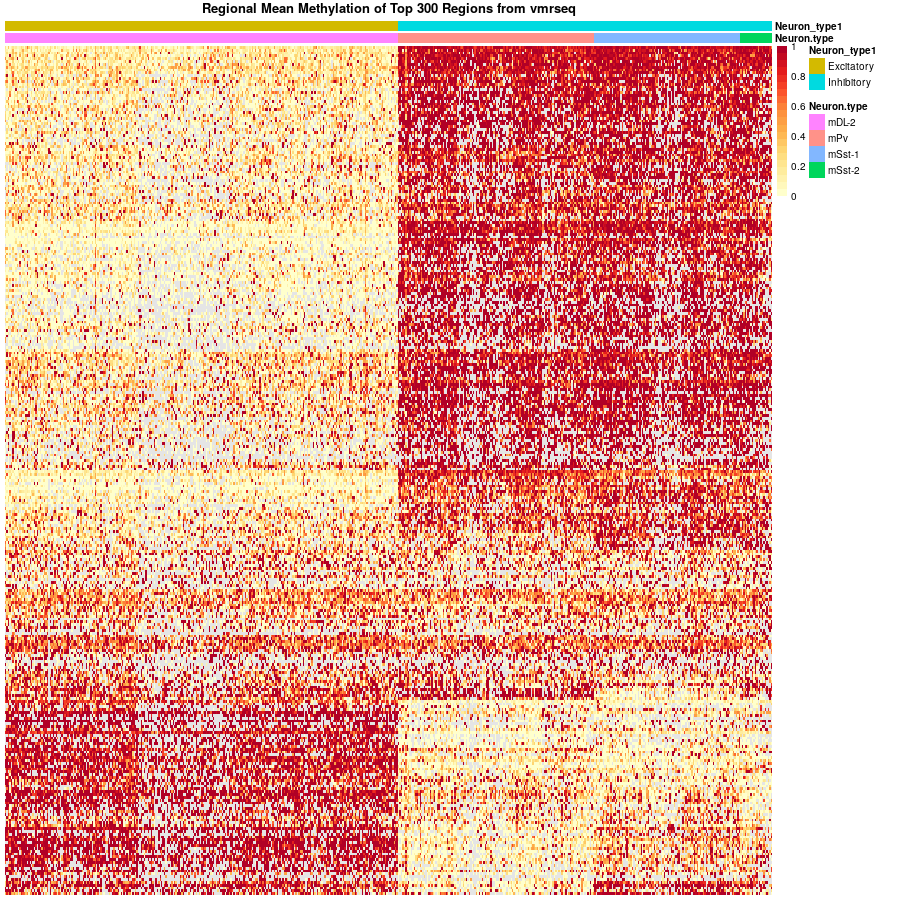 Regional Mean Methylation of Top 300 Regions from vmrseq
Neuron_type1
Neuron.type
1
0.8
0.6
0.4
0.2
0
Neuron_type1
Excitatory
Inhibitory
Neuron.type
mDL-2
mPv
mSst-1
mSst-2